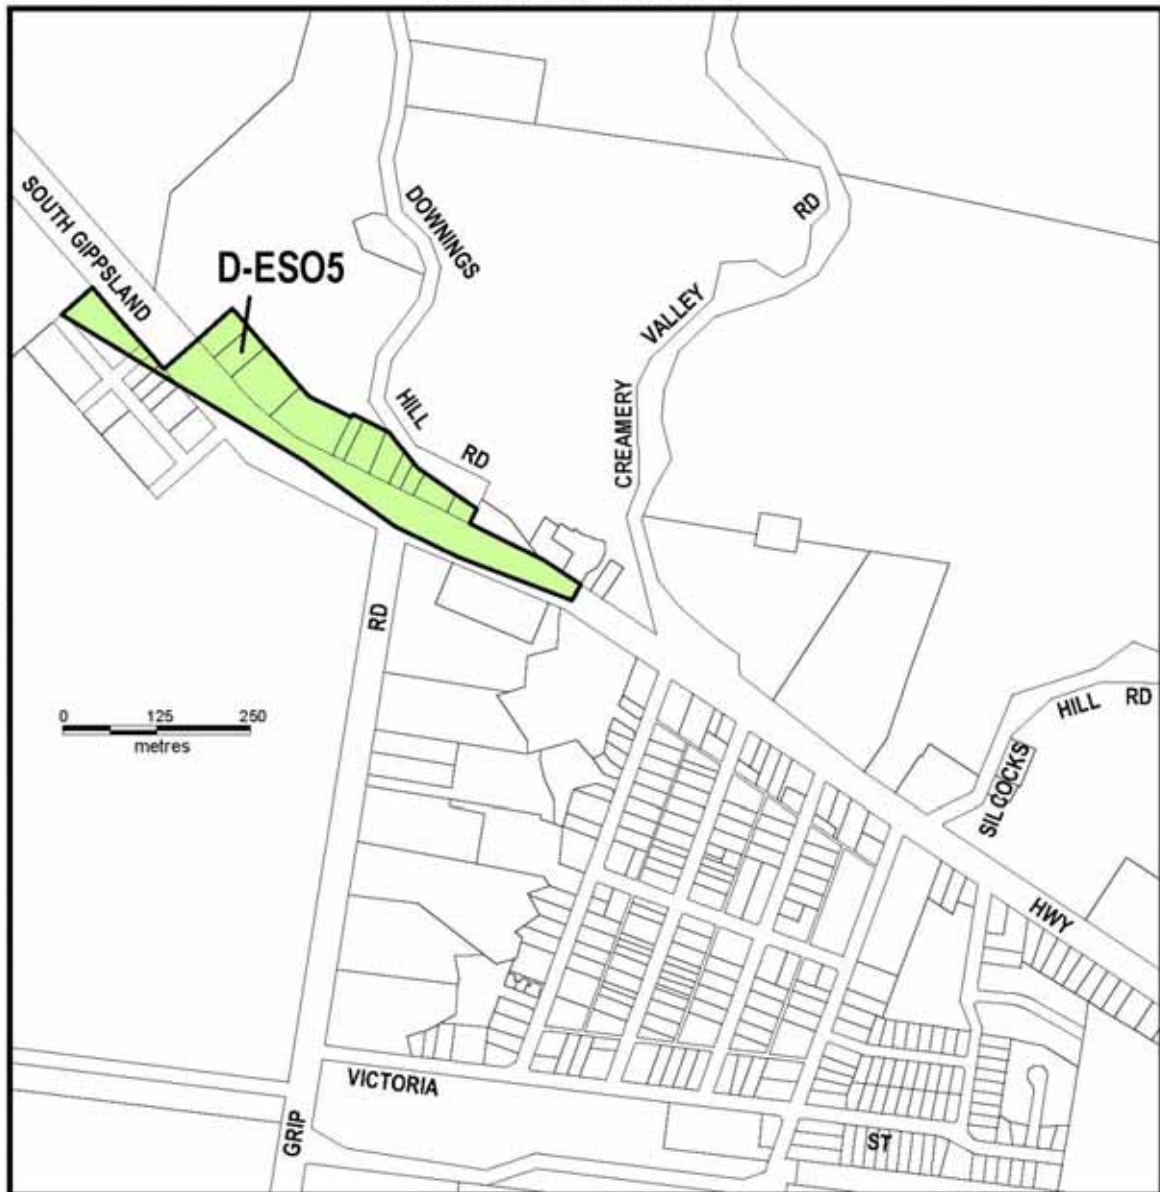 SOUTH GIPPSLAND
D-ESO5
DOWNINGS
HILL
RD
RD
VALLEY
CREAMERY
RD
0 125 250
metres
HILL RD
SILCOCKS
HWY
VICTORIA
ST
GRIP